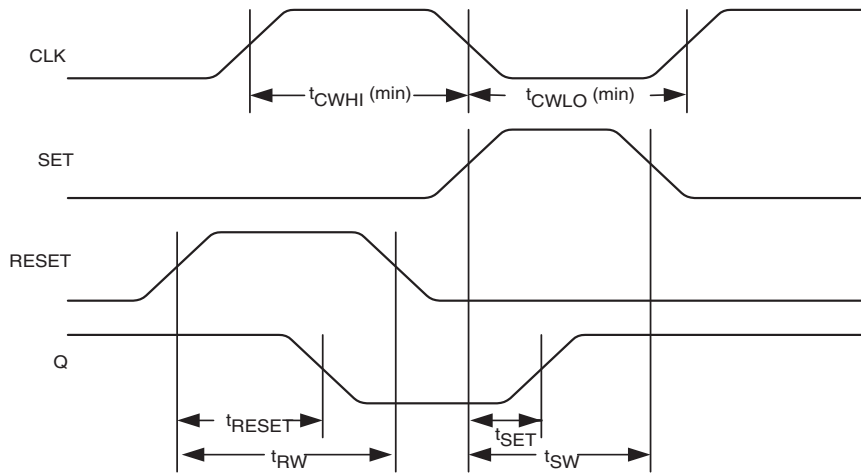 CLK
tCWHI (min)
tCWLO (min)
SET
RESET
Q
tRESET
tSET
tRW
tSW